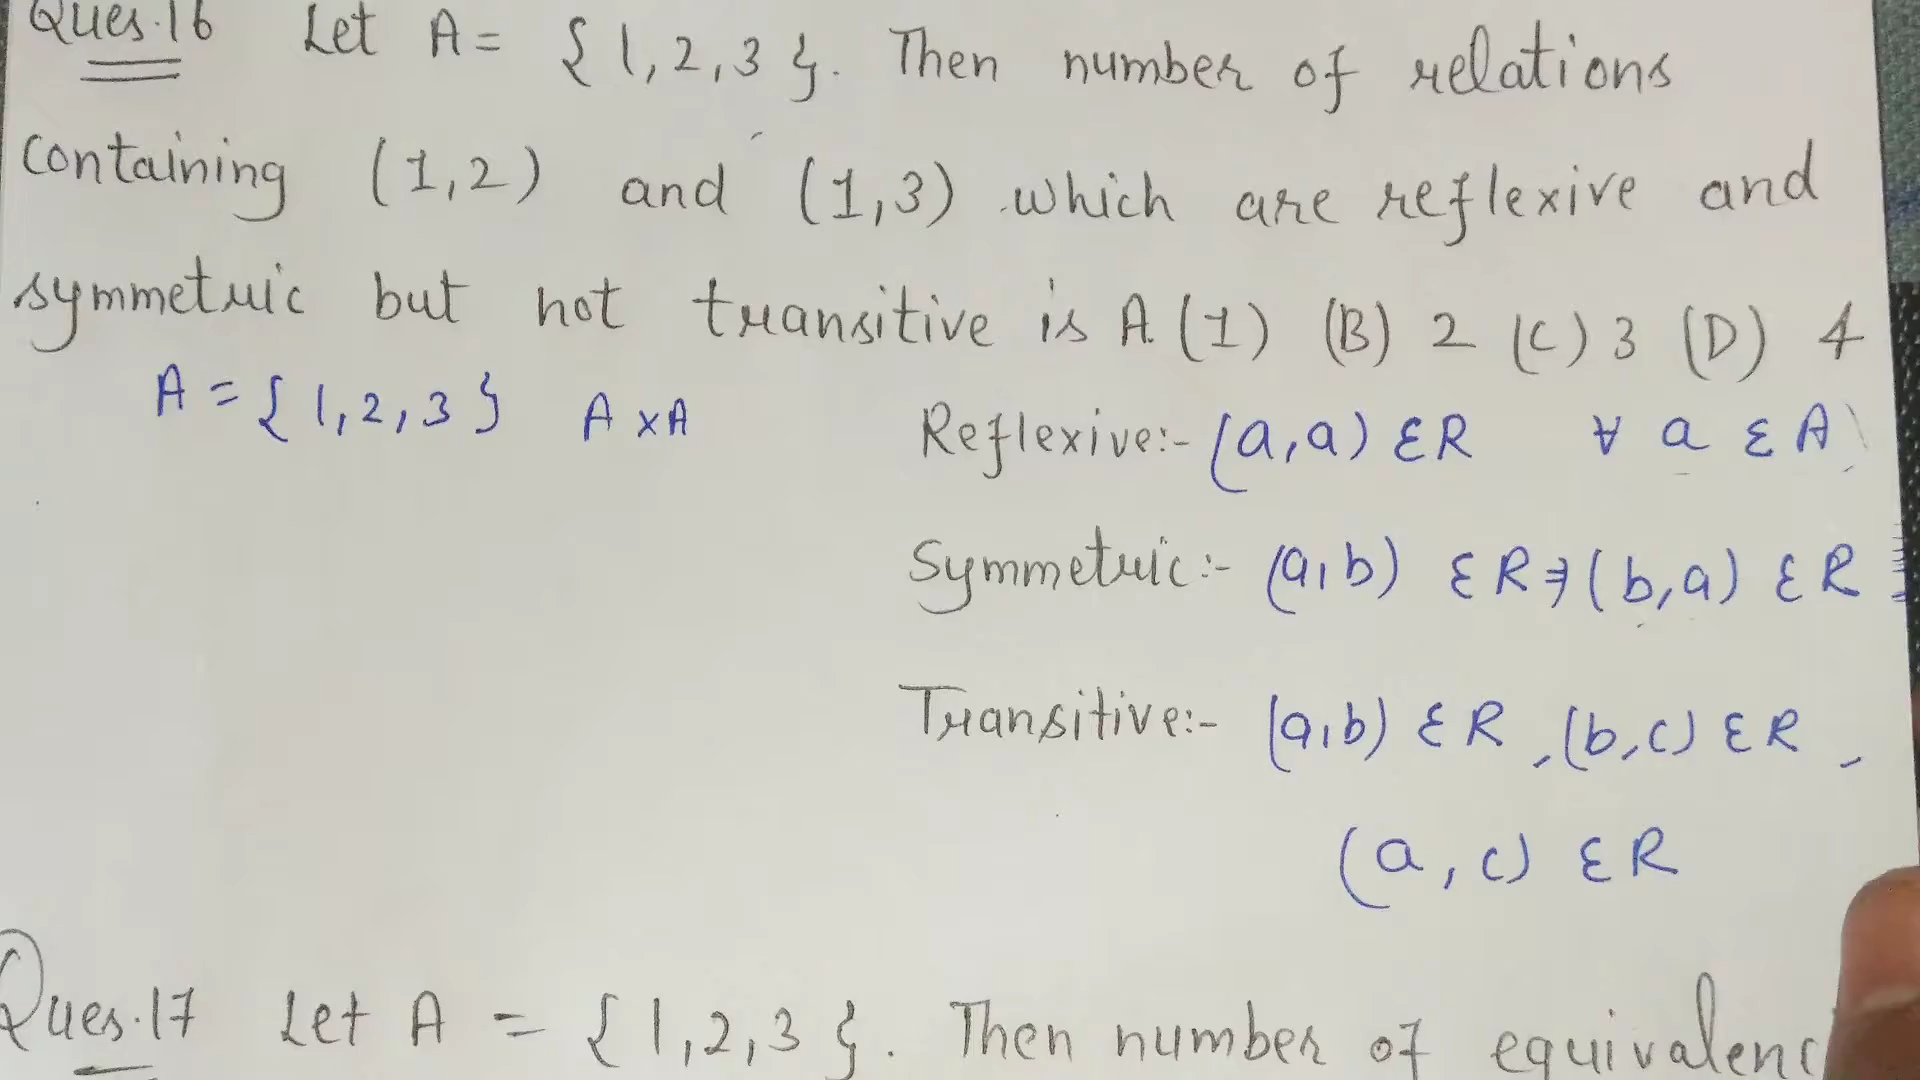 Ques.16 Let A= {1,2,3}. Then number of relations
containing (1,2) and (1,3) which are reflexive and
symmetric but not transitive is A (1) (B) 2 (C) 3 (D) 4
A = {1,2,3} A x A
Reflexive:- (a,a) ƐR ∀ a Ɛ A
Symmetric:- (a,b) Ɛ R ⇒ (b,a) Ɛ R
Transitive:- (a,b) Ɛ R , (b,c) Ɛ R ,
(a,c) Ɛ R
Ques.17 Let A = {1,2,3}. Then number of equivalenc